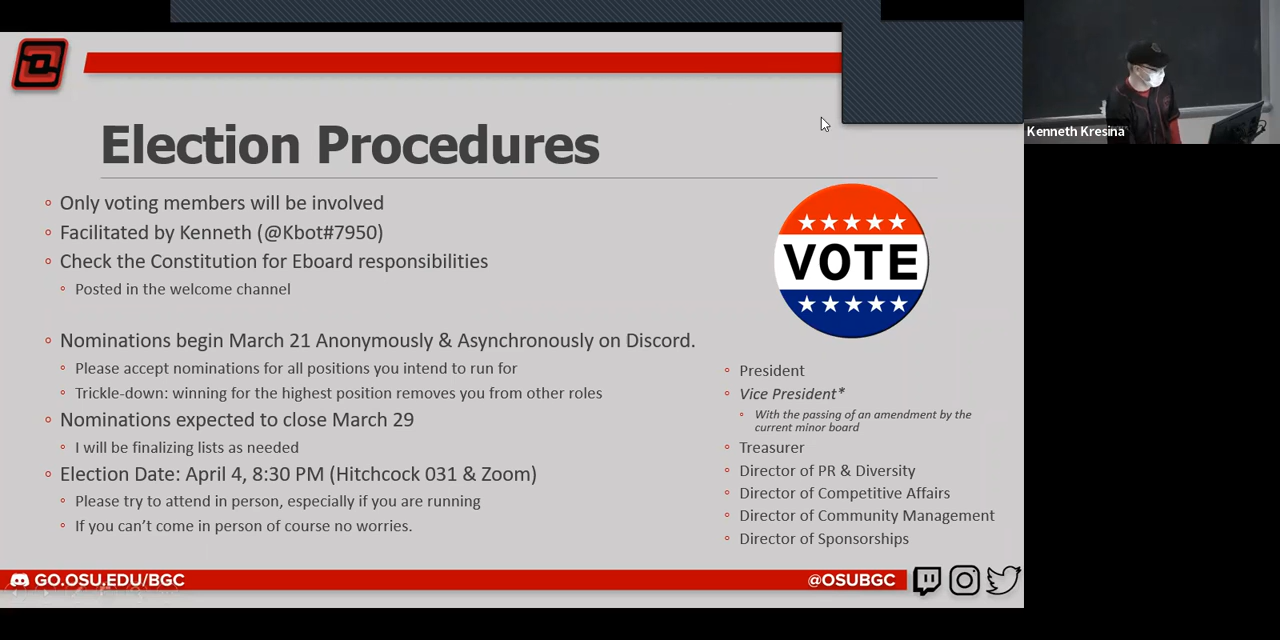 Election Procedures
Only voting members will be involved
Facilitated by Kenneth (@Kbot#7950)
Check the Constitution for Eboard responsibilities
Posted in the welcome channel
Nominations begin March 21 Anonymously & Asynchronously on Discord.
Please accept nominations for all positions you intend to run for
Trickle-down: winning for the highest position removes you from other roles
Nominations expected to close March 29
I will be finalizing lists as needed
Election Date: April 4, 8:30 PM (Hitchcock 031 & Zoom)
Please try to attend in person, especially if you are running
If you can't come in person of course no worries.
VOTE
President
Vice President*
With the passing of an amendment by the
current minor board
Treasurer
Director of PR & Diversity
Director of Competitive Affairs
Director of Community Management
Director of Sponsorships
GO.OSU.EDU/BGC
@OSUBGC
Kenneth Kresina